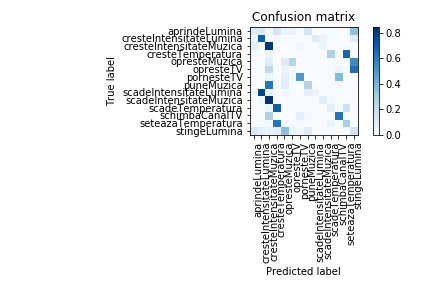 Confusion matrix
True label
aprindeLumina
cresteIntensitateLumina
cresteIntensitateMuzica
cresteTemperatura
opresteMuzica
opresteTV
pornesteTV
puneMuzica
scadeIntensitateLumina
scadeIntensitateMuzica
scadeTemperatura
schimbaCanalTV
seteazaTemperatura
stingeLumina
0.8
0.6
0.4
0.2
0.0
aprindeLumina
cresteIntensitateLumina
cresteIntensitateMuzica
cresteTemperatura
opresteMuzica
opresteTV
pornesteTV
puneMuzica
scadeIntensitateLumina
scadeIntensitateMuzica
scadeTemperatura
schimbaCanalTV
seteazaTemperatura
stingeLumina
Predicted label